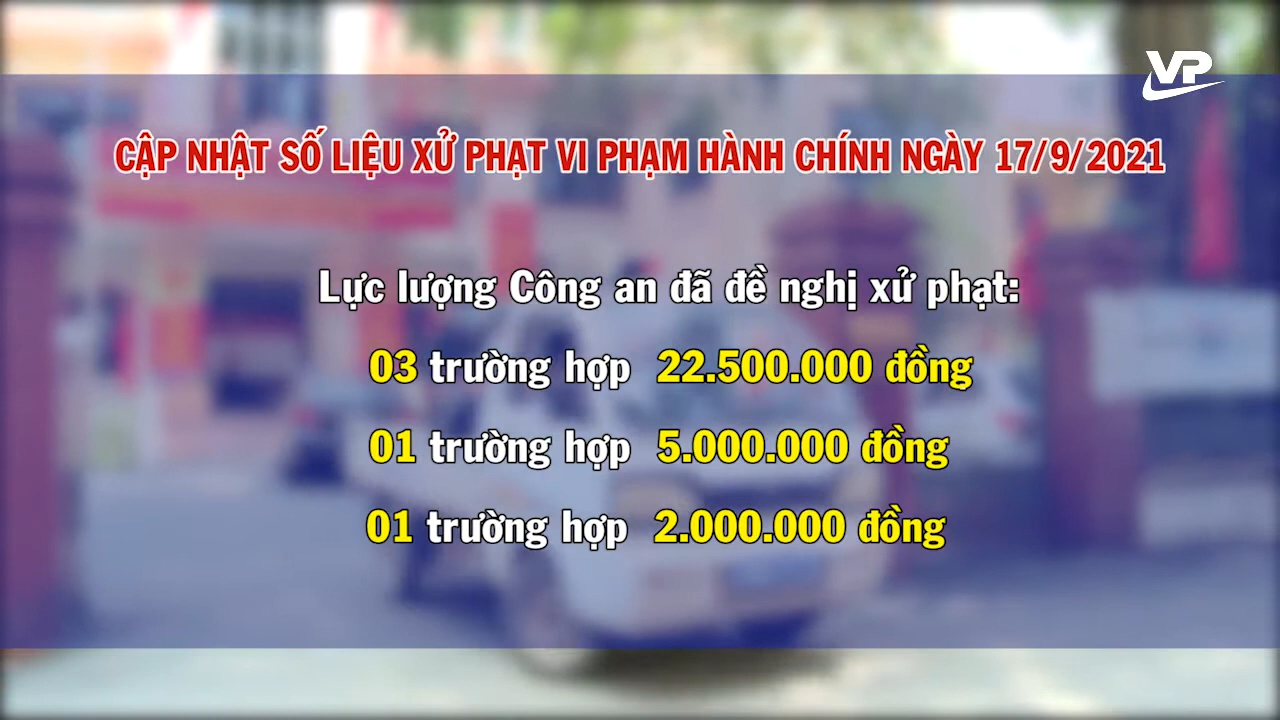 VP
CẬP NHẬT SỐ LIỆU XỬ PHẠT VI PHẠM HÀNH CHÍNH NGÀY 17/9/2021
Lực lượng Công an đã đề nghị xử phạt:
03 trường hợp 22.500.000 đồng
01 trường hợp 5.000.000 đồng
01 trường hợp 2.000.000 đồng